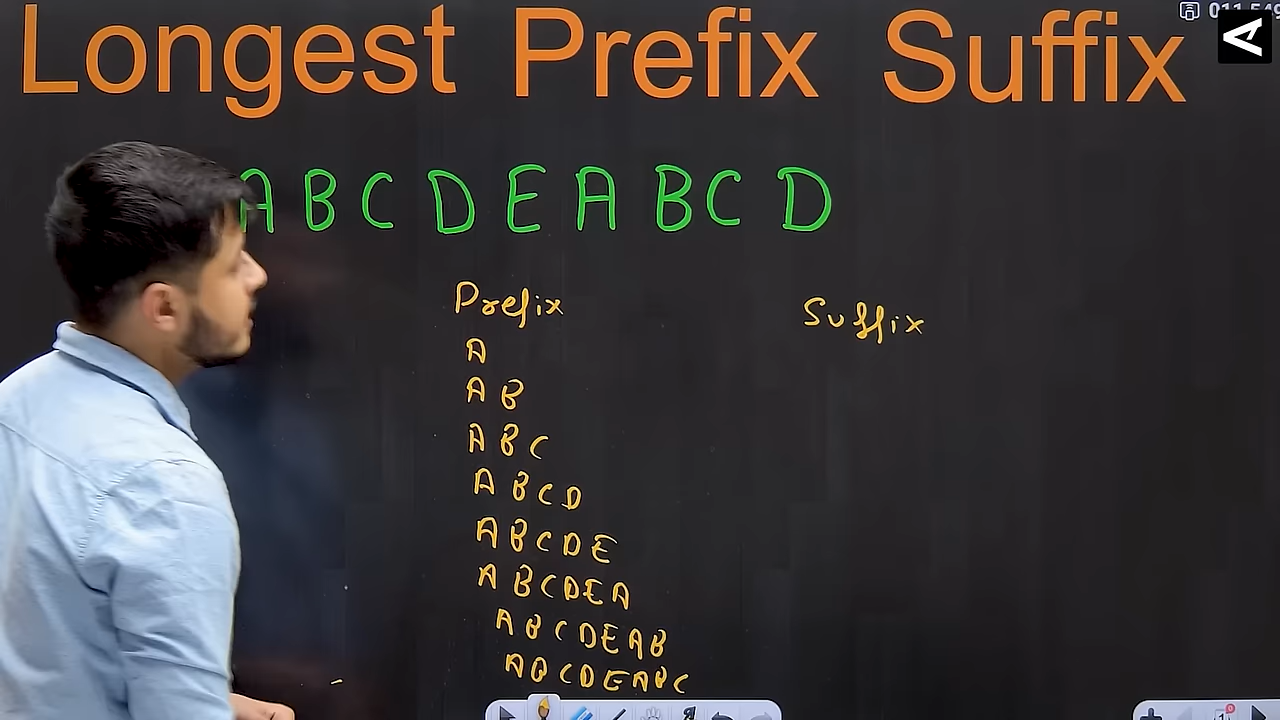 Longest Prefix Suffix
A B C D E A B C D
Prefix
Suffix
A
A B
A B C
A B C D
A B C D E
A B C D E A
A B C D E A B
A B C D E A B C